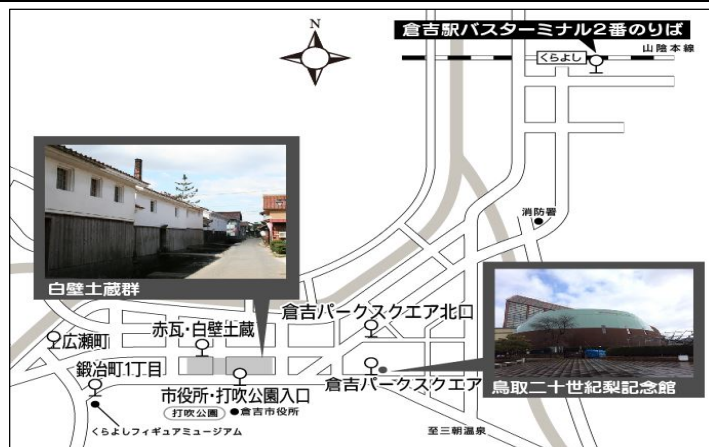 N
倉吉駅バスターミナル2番のりば
山陰本線
くらよし
消防署
白壁土蔵群
倉吉パークスクエア北口
赤瓦・白壁土蔵
広瀬町
鍛冶町1丁目
倉吉パークスクエア
鳥取二十世紀梨記念館
市役所・打吹公園入口
打吹公園
倉吉市役所
くらよしフィギュアミュージアム
至三朝温泉